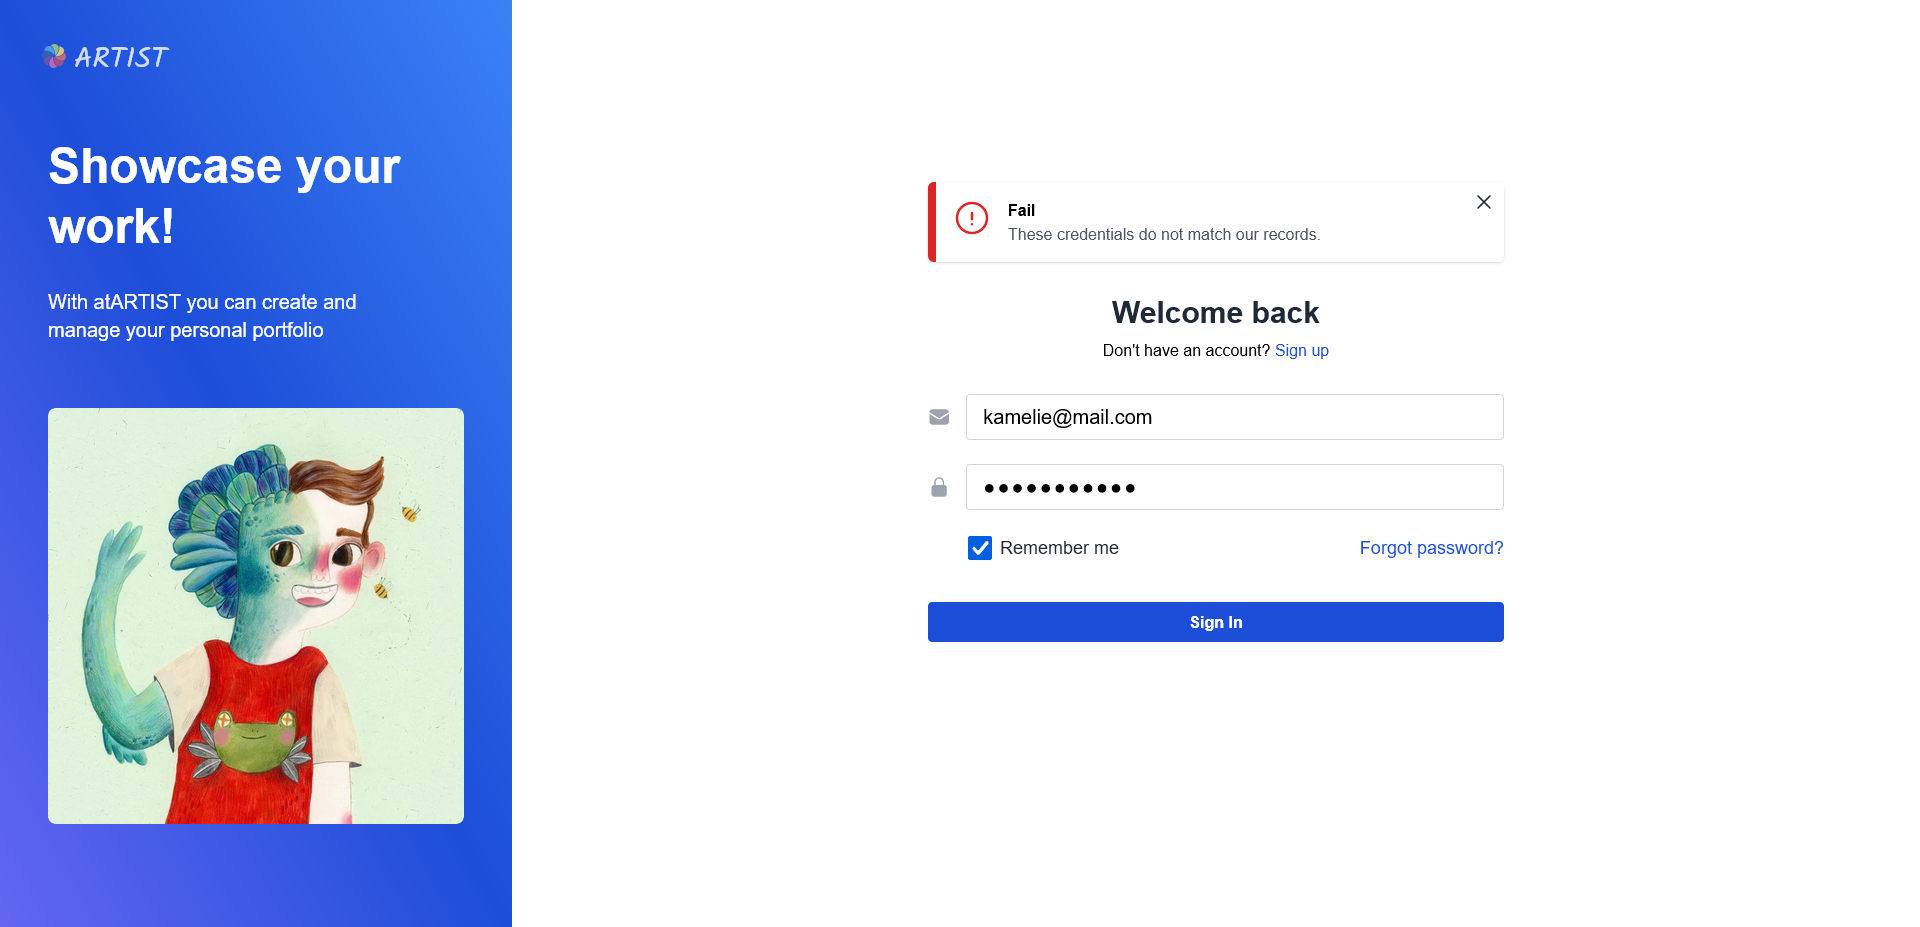 ARTIST
Showcase your
work!
With atARTIST you can create and
manage your personal portfolio
Fail
These credentials do not match our records.
Welcome back
Don't have an account? Sign up
kamelie@mail.com
●●●●●●●●●●●
Remember me
Forgot password?
Sign In